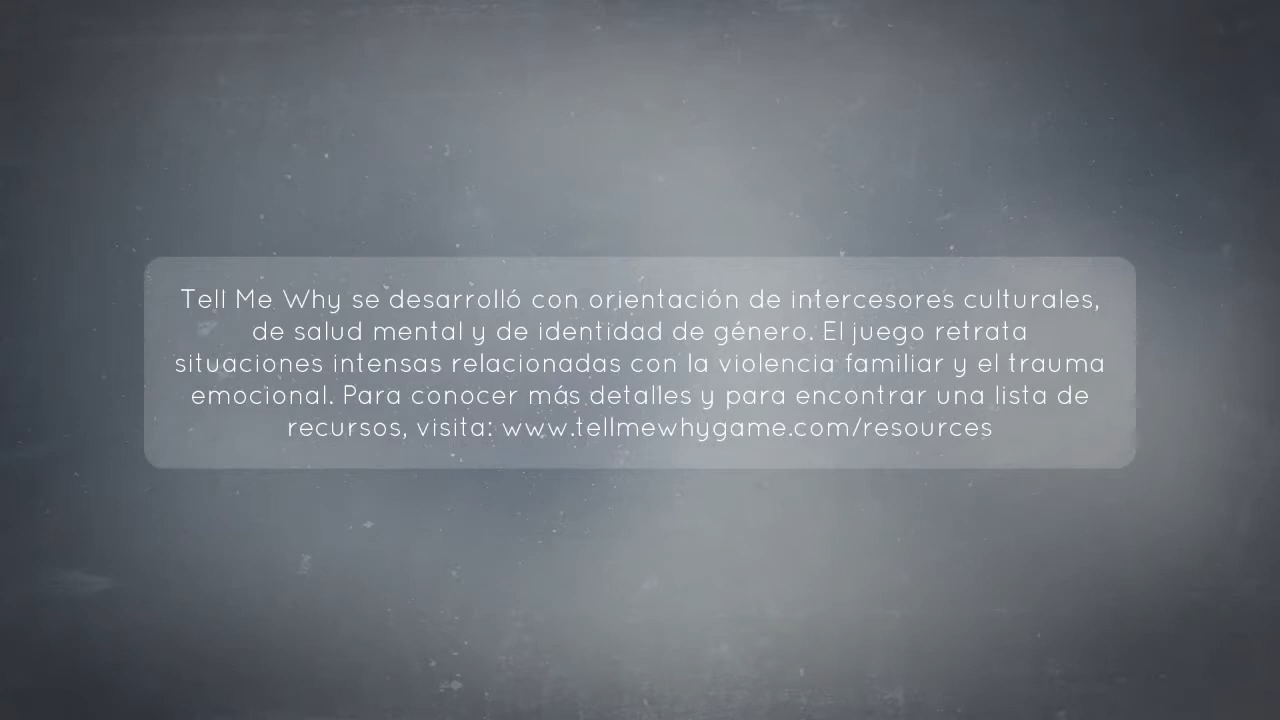 Tell Me Why se desarrolló con orientación de intercesores culturales,
de salud mental y de identidad de género. El juego retrata
situaciones intensas relacionadas con la violencia familiar y el trauma
emocional. Para conocer más detalles y para encontrar una lista de
recursos, visita: www.tellmewhygame.com/resources